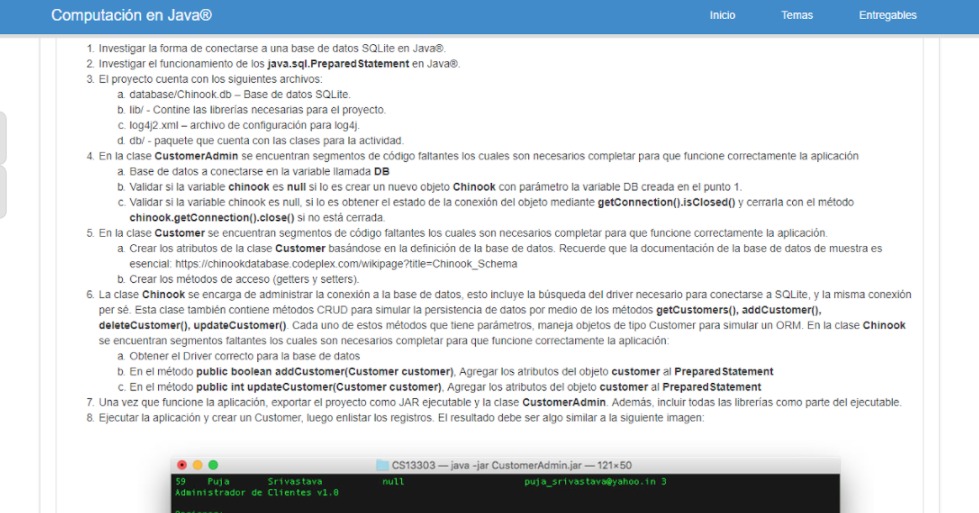 Computación en Java®
Inicio Temas Entregables
1. Investigar la forma de conectarse a una base de datos SQLite en Java®.
2. Investigar el funcionamiento de los java.sql.PreparedStatement en Java®.
3. El proyecto cuenta con los siguientes archivos:
a. database/Chinook.db – Base de datos SQLite.
b. lib/ - Contine las librerías necesarias para el proyecto.
c. log4j2.xml – archivo de configuración para log4j.
d. db/ - paquete que cuenta con las clases para la actividad.
4. En la clase CustomerAdmin se encuentran segmentos de código faltantes los cuales son necesarios completar para que funcione correctamente la aplicación
a. Base de datos a conectarse en la variable llamada DB
b. Validar si la variable chinook es null si lo es crear un nuevo objeto Chinook con parámetro la variable DB creada en el punto 1.
c. Validar si la variable chinook es null, si lo es obtener el estado de la conexión del objeto mediante getConnection().isClosed() y cerrarla con el método
chinook.getConnection().close() si no está cerrada.
5. En la clase Customer se encuentran segmentos de código faltantes los cuales son necesarios completar para que funcione correctamente la aplicación.
a. Crear los atributos de la clase Customer basándose en la definición de la base de datos. Recuerde que la documentación de la base de datos de muestra es
esencial: https://chinookdatabase.codeplex.com/wikipage?title=Chinook_Schema
b. Crear los métodos de acceso (getters y setters).
6. La clase Chinook se encarga de administrar la conexión a la base de datos, esto incluye la búsqueda del driver necesario para conectarse a SQLite, y la misma conexión
per sé. Esta clase también contiene métodos CRUD para simular la persistencia de datos por medio de los métodos getCustomers(), addCustomer(),
deleteCustomer(), updateCustomer(). Cada uno de estos métodos que tiene parámetros, maneja objetos de tipo Customer para simular un ORM. En la clase Chinook
se encuentran segmentos faltantes los cuales son necesarios completar para que funcione correctamente la aplicación:
a. Obtener el Driver correcto para la base de datos
b. En el método public boolean addCustomer(Customer customer), Agregar los atributos del objeto customer al PreparedStatement
c. En el método public int updateCustomer(Customer customer), Agregar los atributos del objeto customer al PreparedStatement
7. Una vez que funcione la aplicación, exportar el proyecto como JAR ejecutable y la clase CustomerAdmin. Además, incluir todas las librerías como parte del ejecutable.
8. Ejecutar la aplicación y crear un Customer, luego enlistar los registros. El resultado debe ser algo similar a la siguiente imagen:
CS13303 — java -jar CustomerAdmin.jar — 121×50
59 Puja Srivastava null puja_srivastava@yahoo.in 3
Administrador de Clientes v1.0